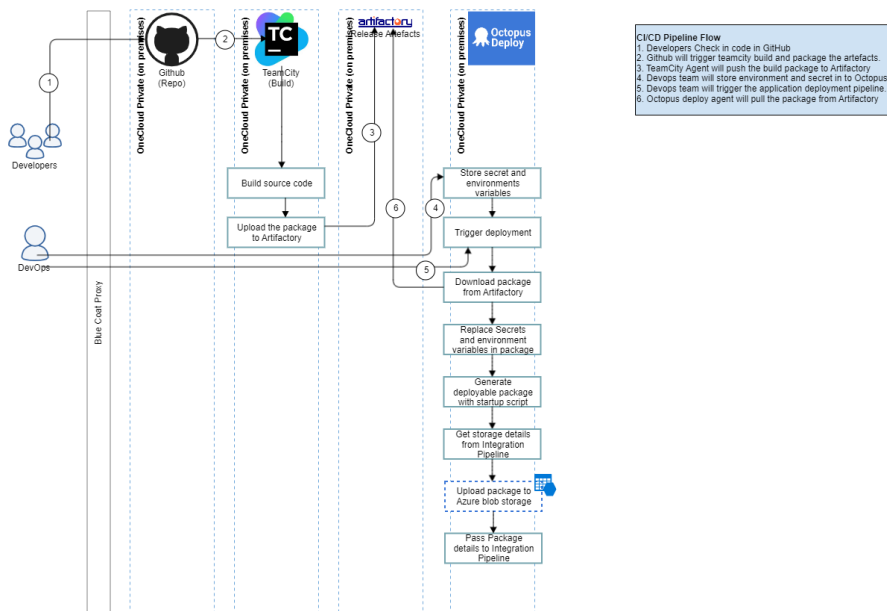 OneCloud Private (on premises)
Github
(Repo)
2
OneCloud Private (on premises)
TC
TeamCity
(Build)
OneCloud Private (on premises)
artifactory
Release Artefacts
OneCloud Private (on premises)
Octopus
Deploy
CI/CD Pipeline Flow
1. Developers Check in code in GitHub
2. Github will trigger teamcity build and package the artefacts.
3. TeamCity Agent will push the build package to Artifactory
4. Devops team will store environment and secret in to Octopus
5. Devops team will trigger the application deployment pipeline.
6. Octopus deploy agent will pull the package from Artifactory
1
Developers
3
Build source code
Upload the package
to Artifactory
6
4
5
DevOps
Blue Coat Proxy
Store secret and
environments
variables
Trigger deployment
Download package
from Artifactory
Replace Secrets
and environment
variables in package
Generate
deployable package
with startup script
Get storage details
from Integration
Pipeline
Upload package to
Azure blob storage
Pass Package
details to Integration
Pipeline